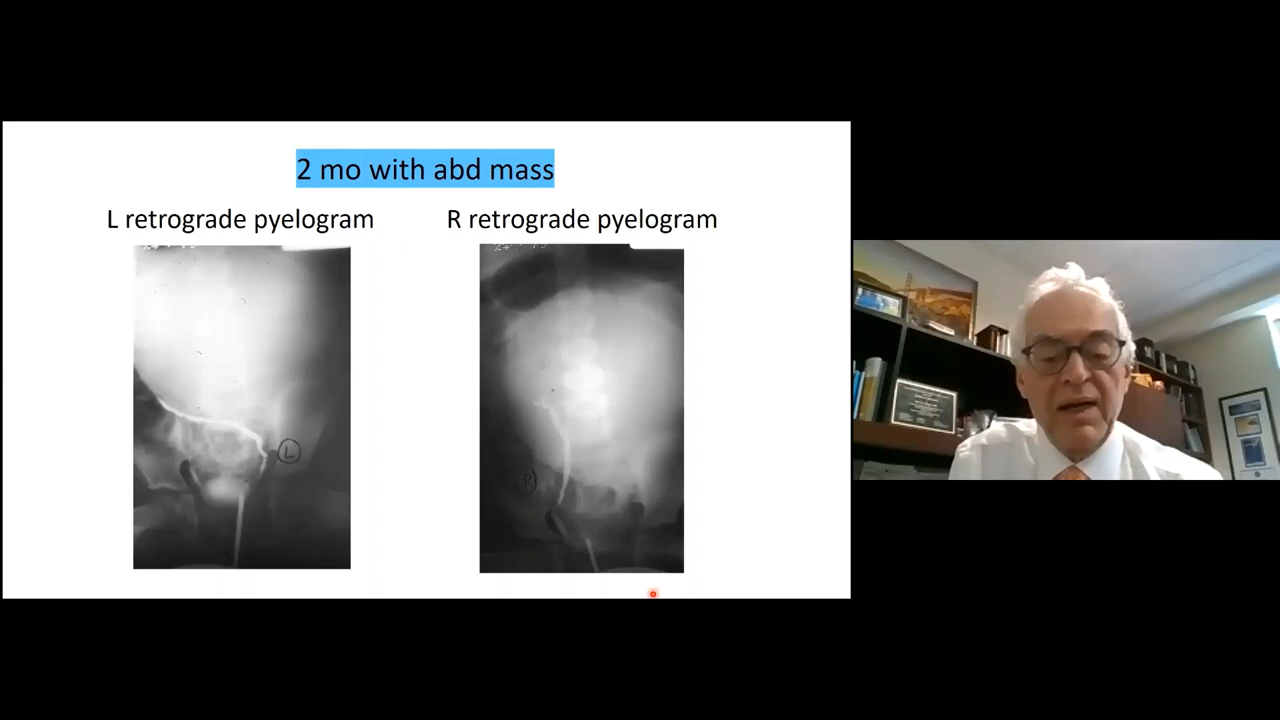 2 mo with abd mass
L retrograde pyelogram
R retrograde pyelogram
L
R